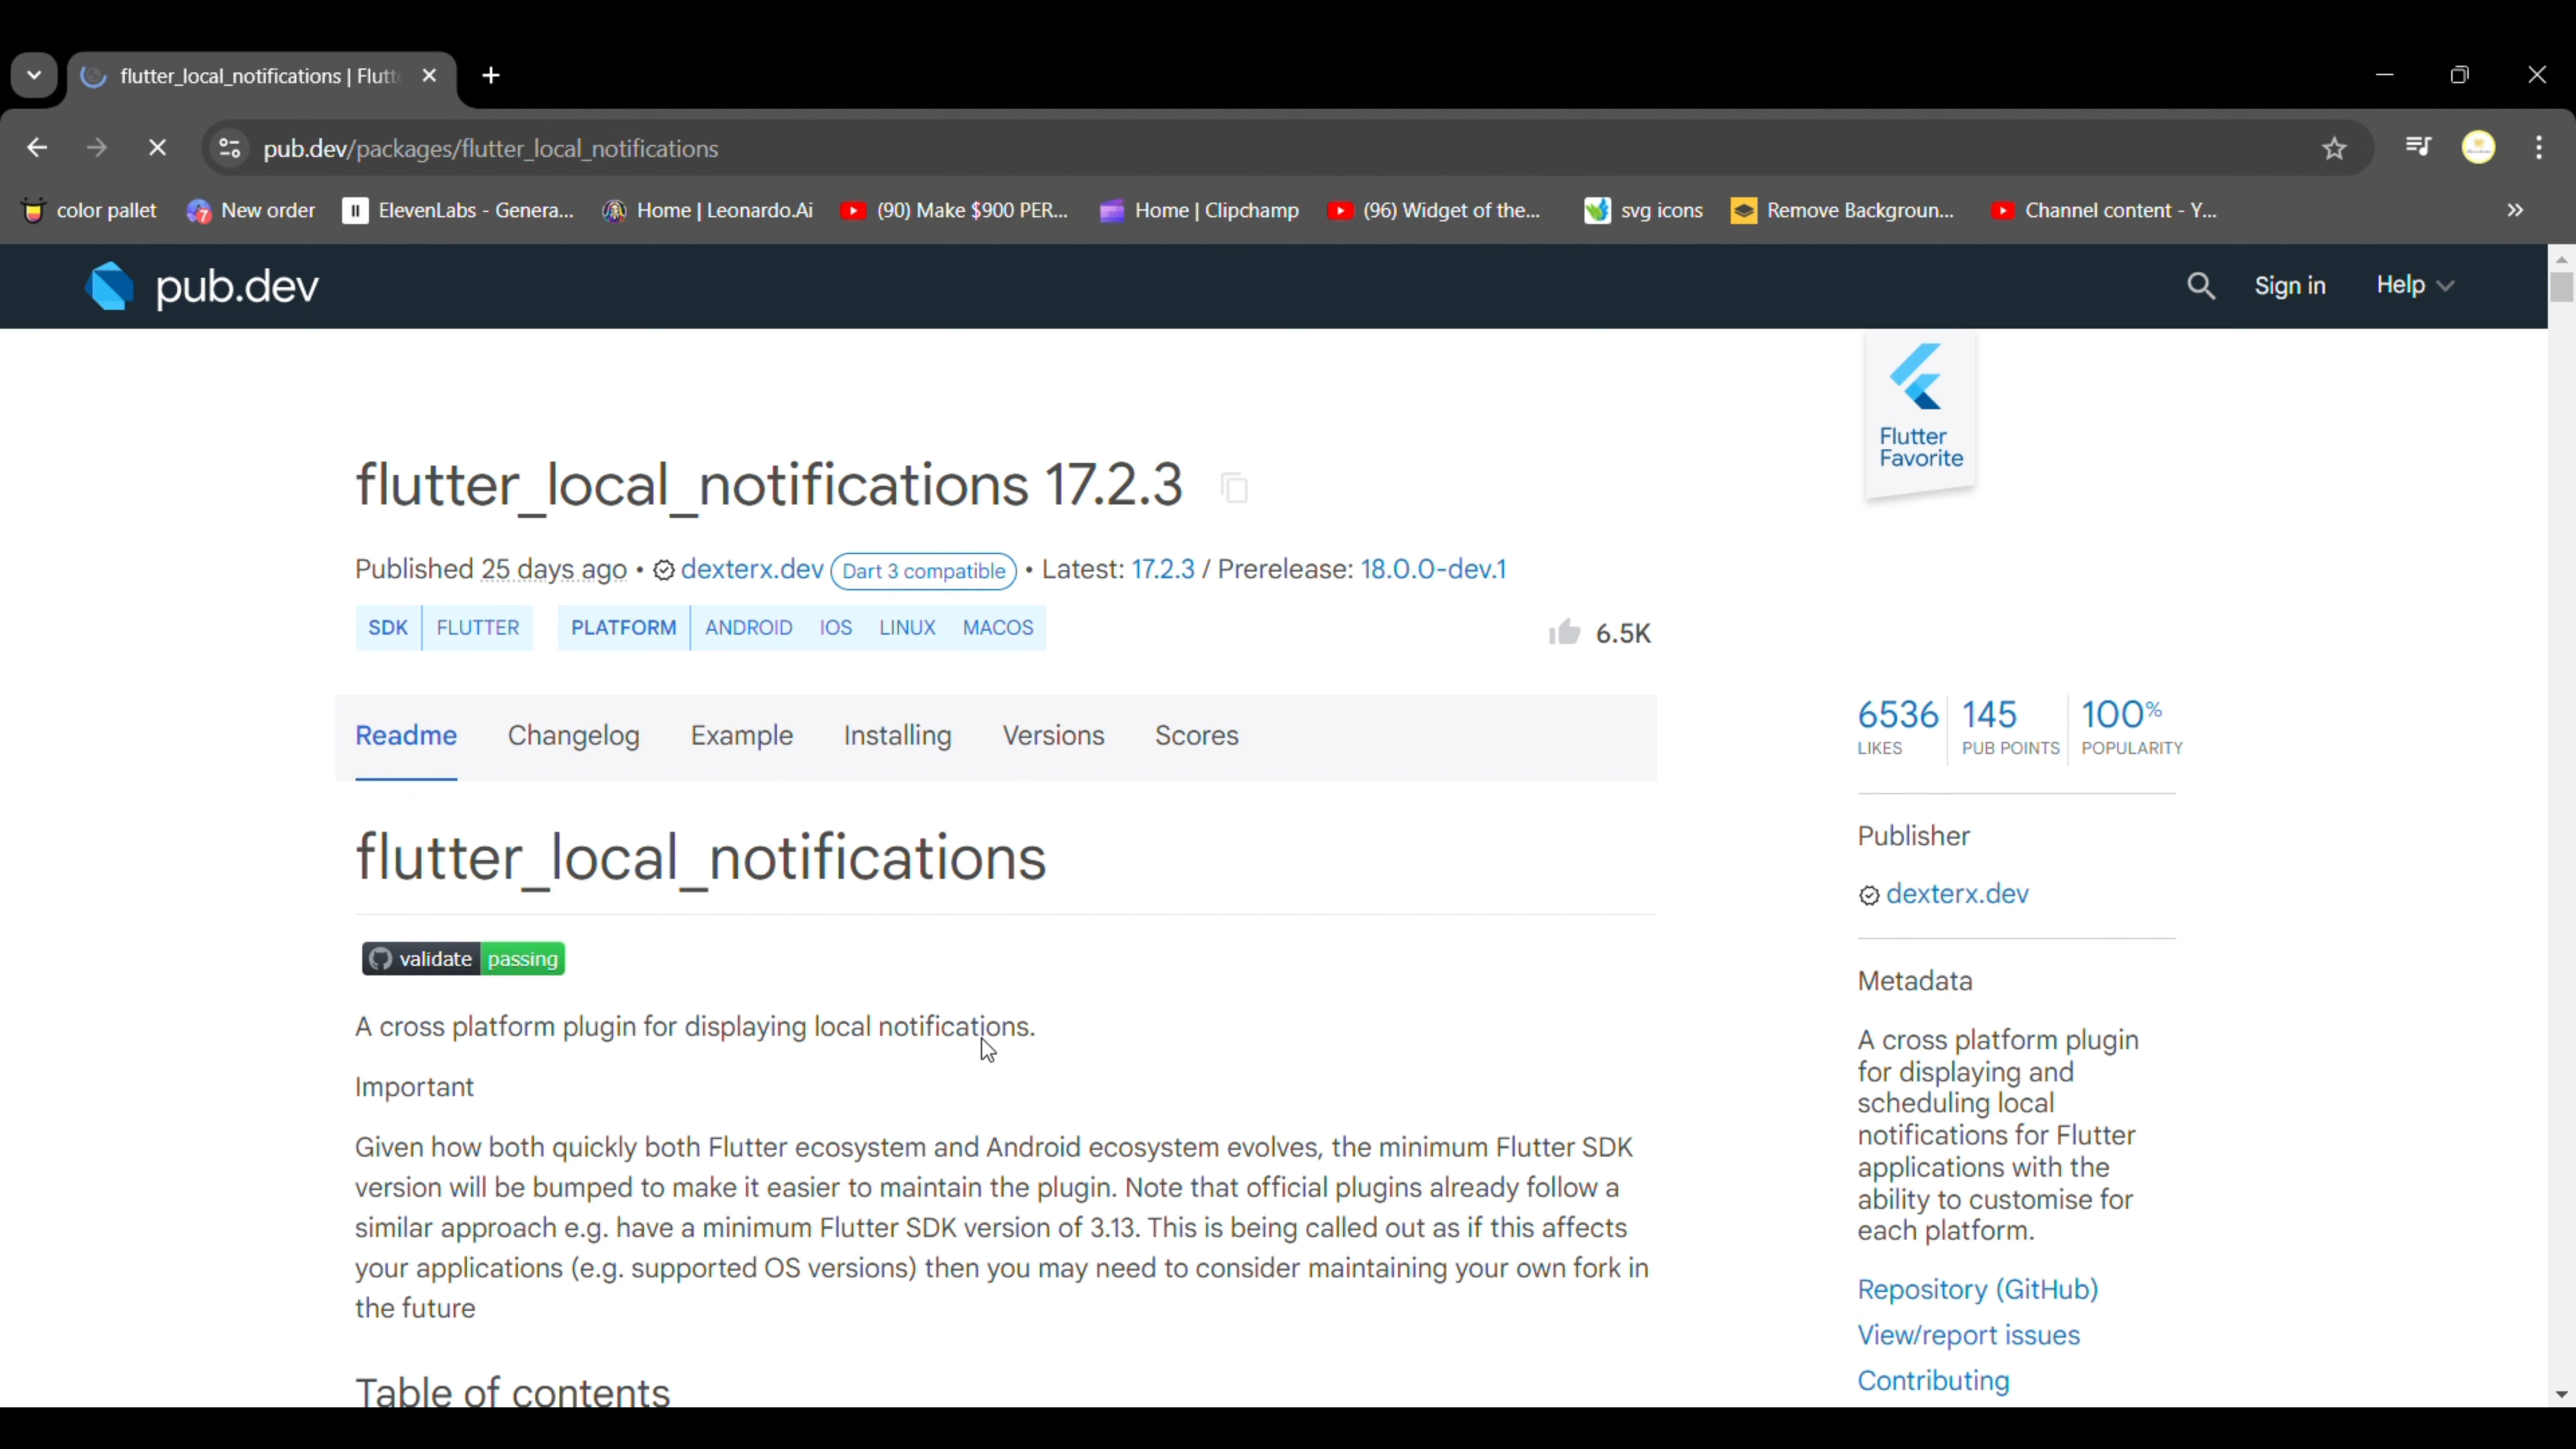 flutter_local_notifications | Flutt
pub.dev/packages/flutter_local_notifications
color pallet
New order
ElevenLabs - Genera...
Home | Leonardo.Ai
(90) Make $900 PER...
Home | Clipchamp
(96) Widget of the...
svg icons
Remove Backgroun...
Channel content - Y...
pub.dev
Sign in
Help
Flutter
Favorite
flutter_local_notifications 17.2.3
Published 25 days ago • dexterx.dev Dart 3 compatible • Latest: 17.2.3 / Prerelease: 18.0.0-dev.1
SDK FLUTTER PLATFORM ANDROID IOS LINUX MACOS
6.5K
Readme Changelog Example Installing Versions Scores
6536 LIKES
145 PUB POINTS
100% POPULARITY
flutter_local_notifications
validate passing
A cross platform plugin for displaying local notifications.
Important
Given how both quickly both Flutter ecosystem and Android ecosystem evolves, the minimum Flutter SDK
version will be bumped to make it easier to maintain the plugin. Note that official plugins already follow a
similar approach e.g. have a minimum Flutter SDK version of 3.13. This is being called out as if this affects
your applications (e.g. supported OS versions) then you may need to consider maintaining your own fork in
the future
Table of contents
Publisher
dexterx.dev
Metadata
A cross platform plugin
for displaying and
scheduling local
notifications for Flutter
applications with the
ability to customise for
each platform.
Repository (GitHub)
View/report issues
Contributing